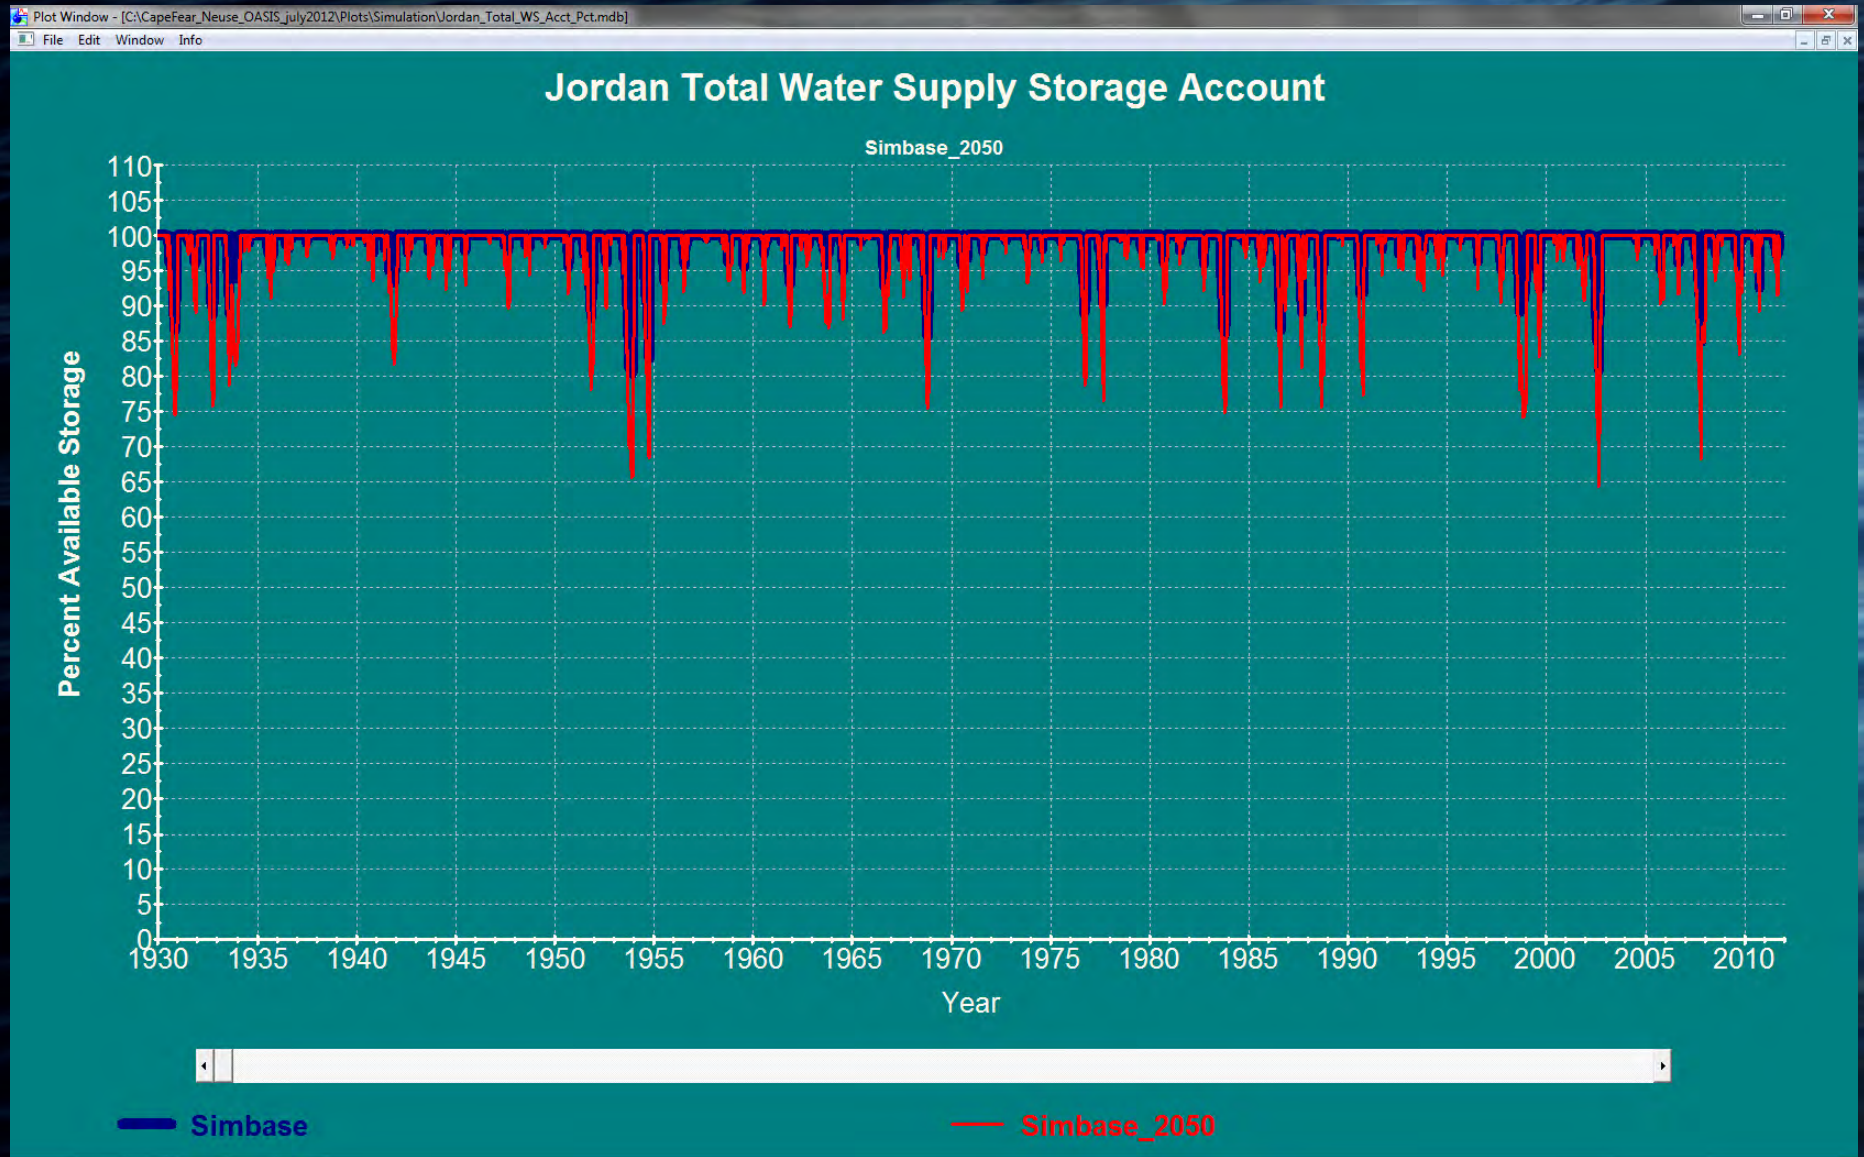 Plot Window - [C:\CapeFear_Neuse_OASIS_july2012\Plots\Simulation\Jordan_Total_WS_Acct_Pct.mdb]
File Edit Window Info
Jordan Total Water Supply Storage Account
Simbase_2050
110
105
100
95
90
85
80
75
70
65
60
55
50
45
40
35
30
25
20
15
10
5
0
Percent Available Storage
1930 1935 1940 1945 1950 1955 1960 1965 1970 1975 1980 1985 1990 1995 2000 2005 2010
Year
Simbase Simbase_2050